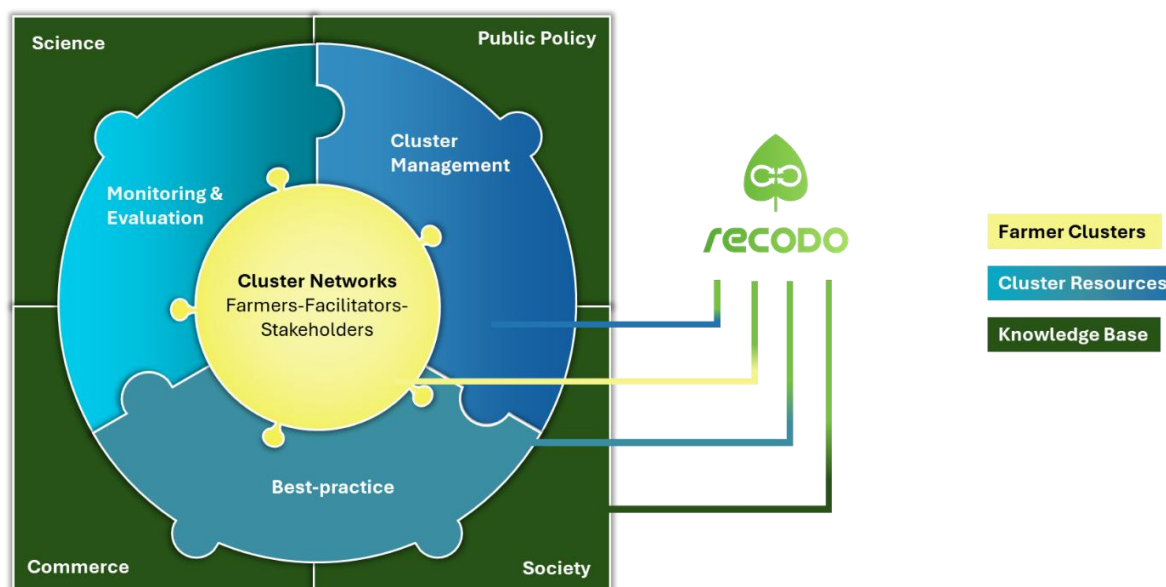 Science
Public Policy
Cluster
Management
Monitoring &
Evaluation
Cluster Networks
Farmers-Facilitators-
Stakeholders
Best-practice
Commerce
Society
recodo
Farmer Clusters
Cluster Resources
Knowledge Base